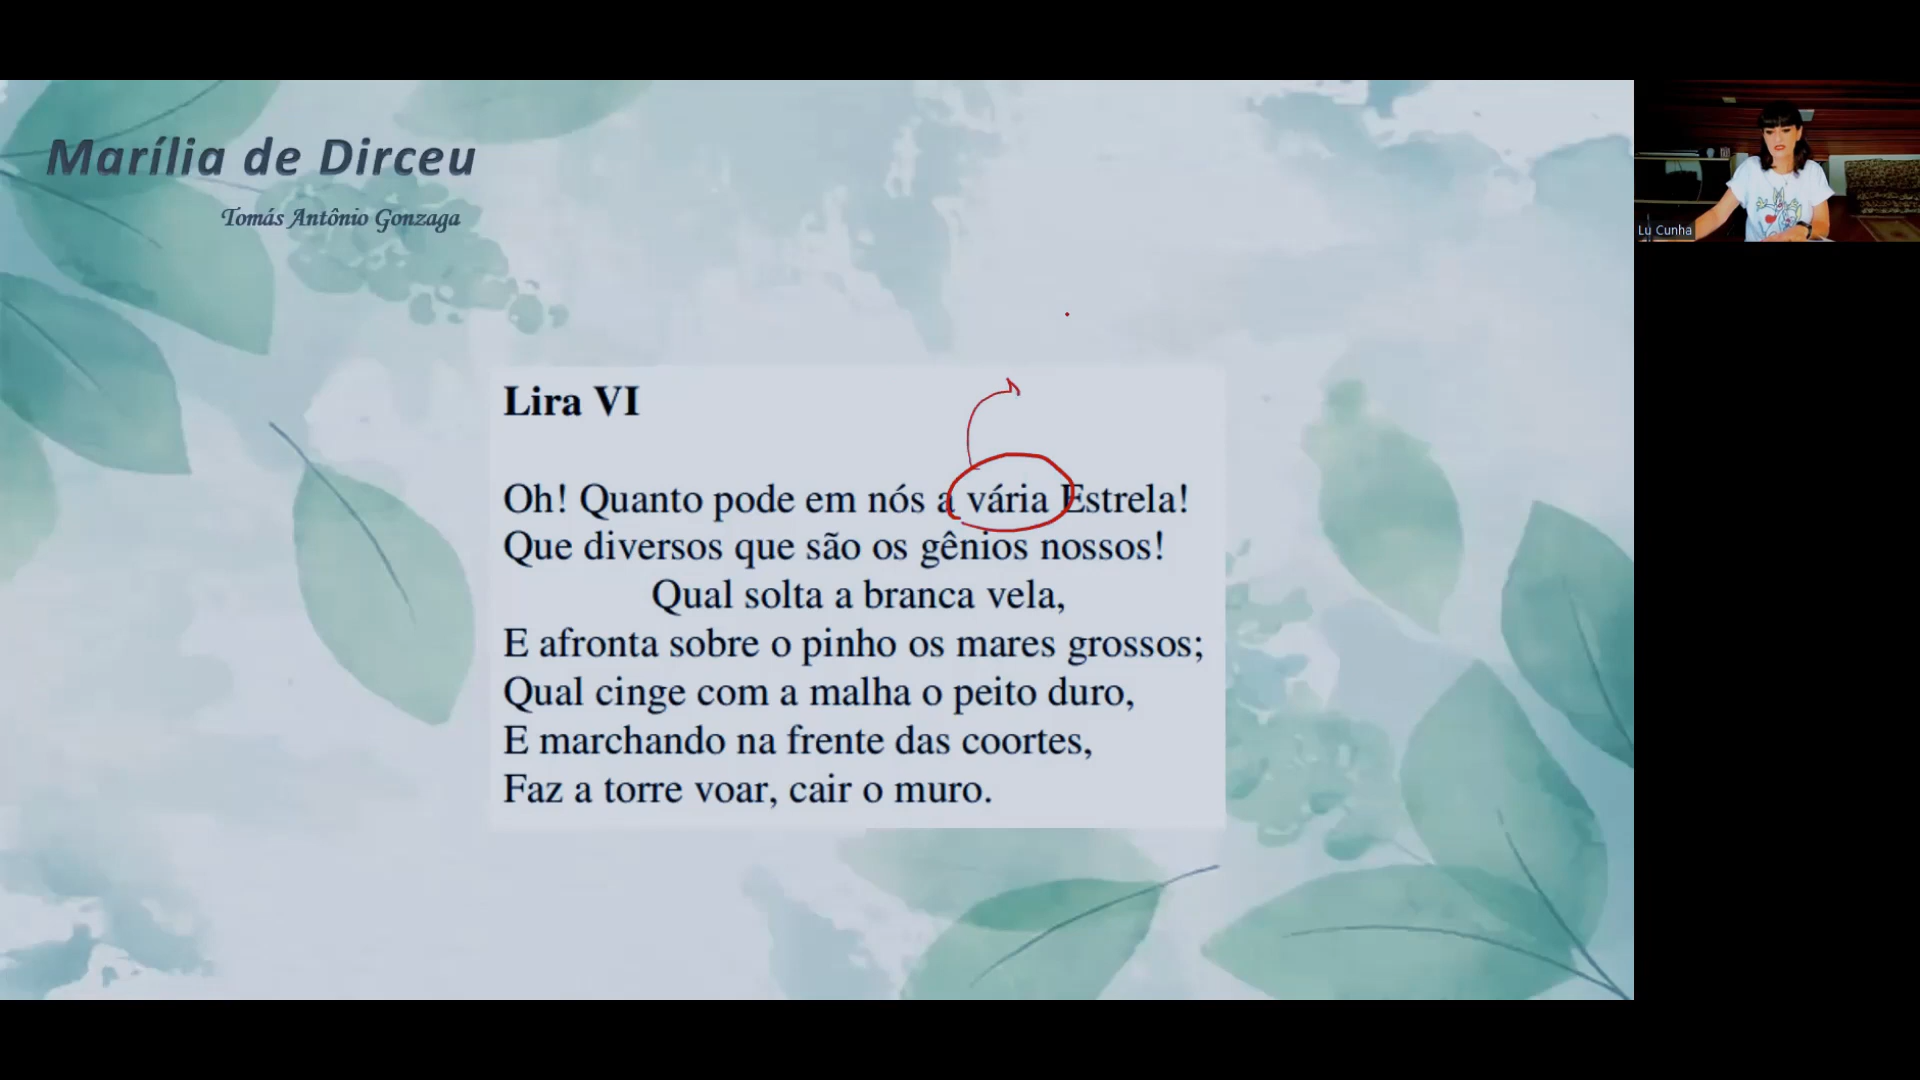 Marília de Dirceu
Tomás Antônio Gonzaga
Lu Cunha
Lira VI
Oh! Quanto pode em nós a vária Estrela!
Que diversos que são os gênios nossos!
Qual solta a branca vela,
E afronta sobre o pinho os mares grossos;
Qual cinge com a malha o peito duro,
E marchando na frente das coortes,
Faz a torre voar, cair o muro.